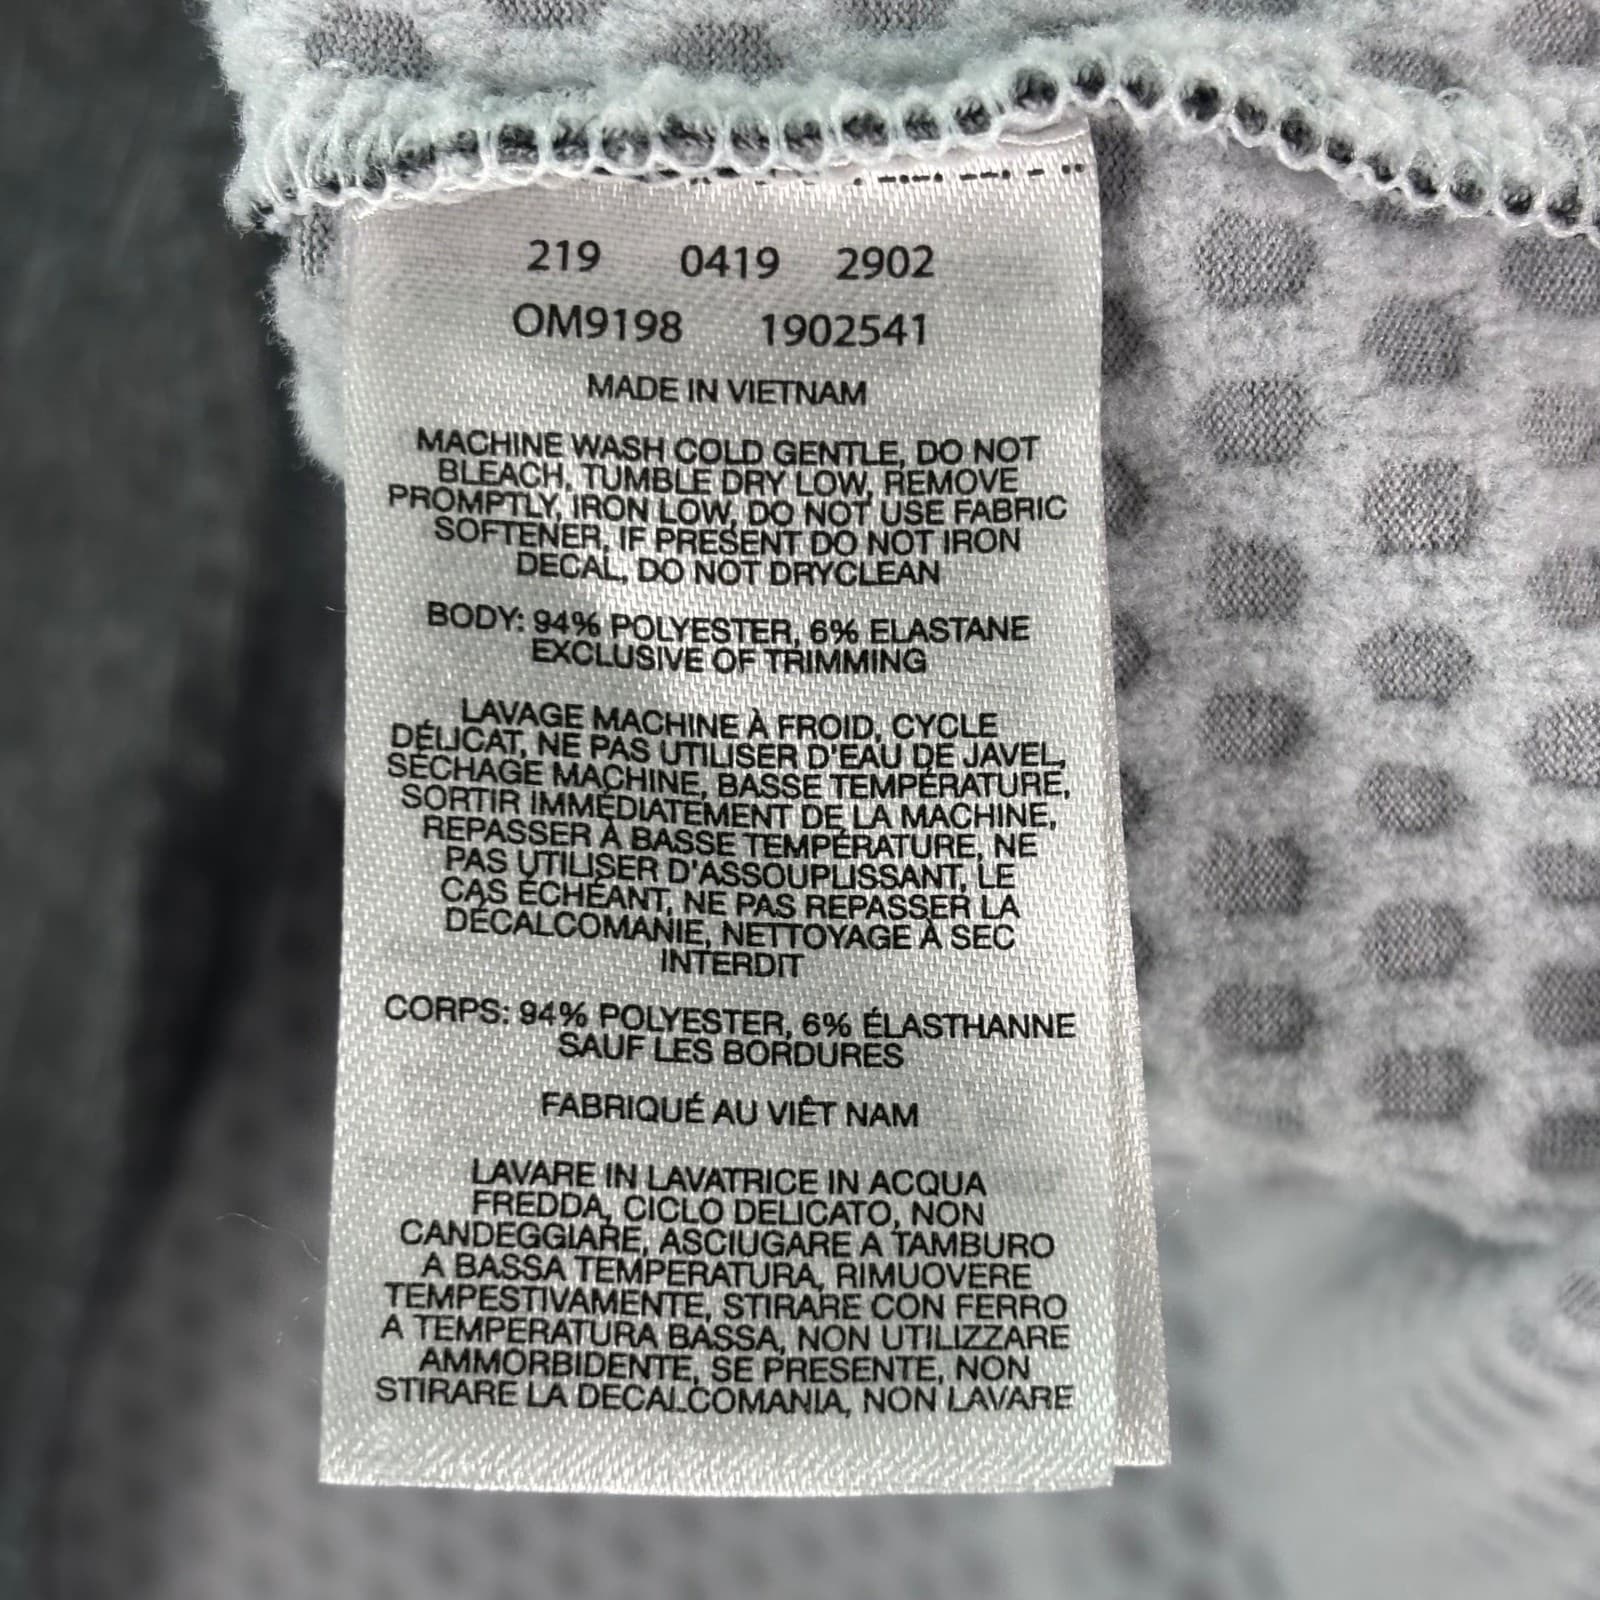 219 0419 2902
OM9198 1902541
MADE IN VIETNAM
MACHINE WASH COLD GENTLE, DO NOT
BLEACH, TUMBLE DRY LOW, REMOVE
PROMPTLY, IRON LOW, DO NOT USE FABRIC
SOFTENER, IF PRESENT DO NOT IRON
DECAL, DO NOT DRYCLEAN
BODY: 94% POLYESTER, 6% ELASTANE
EXCLUSIVE OF TRIMMING
LAVAGE MACHINE À FROID, CYCLE
DÉLICAT, NE PAS UTILISER D'EAU DE JAVEL,
SÉCHAGE MACHINE, BASSE TEMPÉRATURE,
SORTIR IMMÉDIATEMENT DE LA MACHINE,
REPASSER À BASSE TEMPÉRATURE, NE
PAS UTILISER D'ASSOUPLISSANT, LE
CAS ÉCHÉANT, NE PAS REPASSER LA
DÉCALCOMANIE, NETTOYAGE À SEC
INTERDIT
CORPS: 94% POLYESTER, 6% ÉLASTHANNE
SAUF LES BORDURES
FABRIQUÉ AU VIÊT NAM
LAVARE IN LAVATRICE IN ACQUA
FREDDA, CICLO DELICATO, NON
CANDEGGIARE, ASCIUGARE A TAMBURO
A BASSA TEMPERATURA, RIMUOVERE
TEMPESTIVAMENTE, STIRARE CON FERRO
A TEMPERATURA BASSA, NON UTILIZZARE
AMMORBIDENTE, SE PRESENTE, NON
STIRARE LA DECALCOMANIA, NON LAVARE